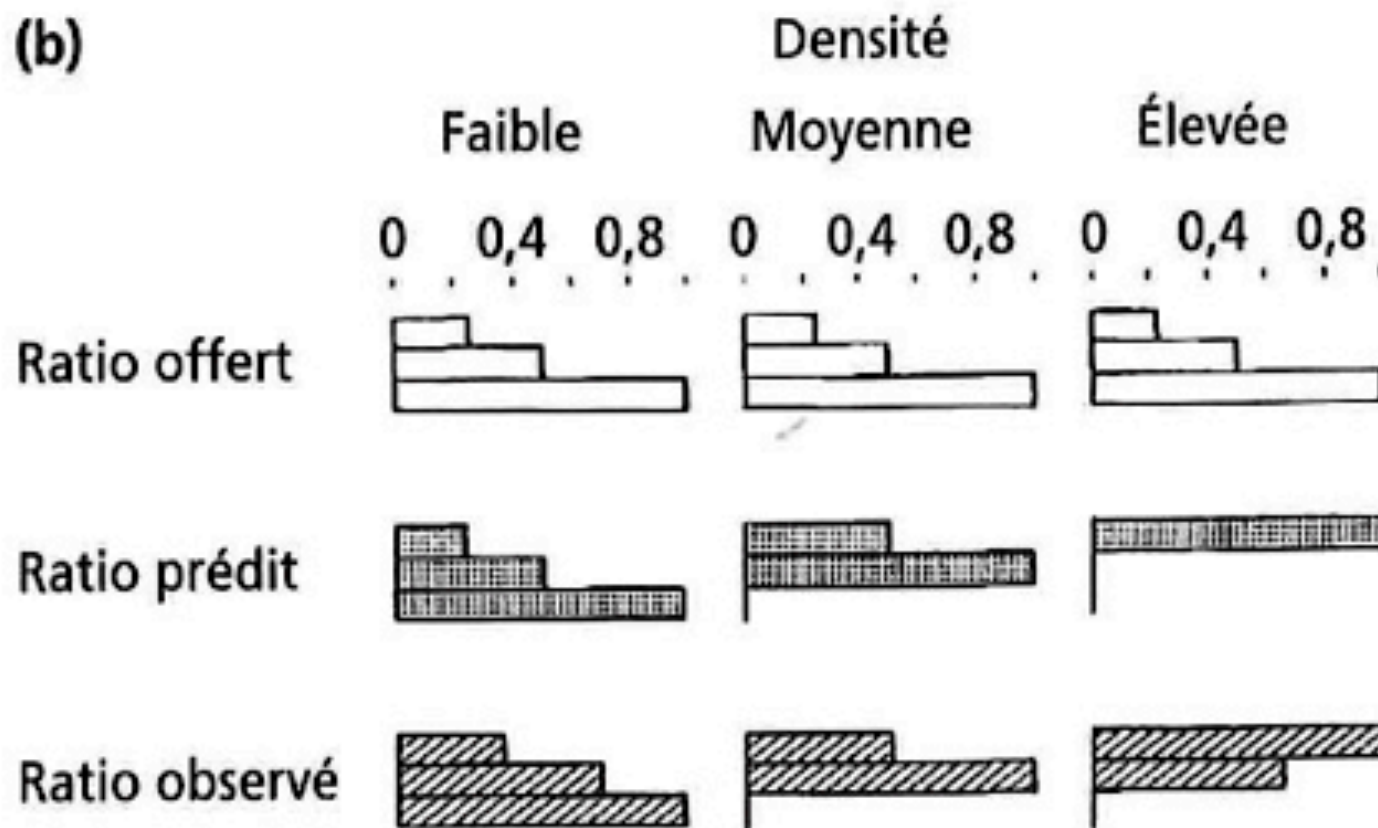 (b)
Densité
Faible Moyenne Élevée
0 0,4 0,8 0 0,4 0,8 0 0,4 0,8
Ratio offert
Ratio prédit
Ratio observé